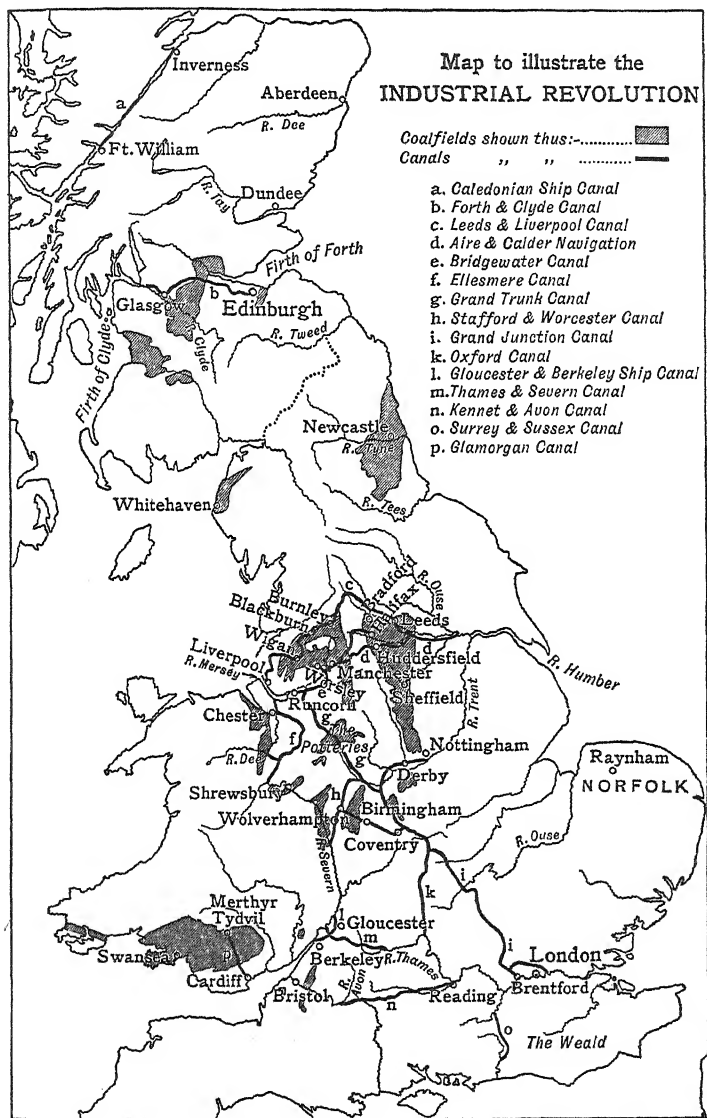 Map to illustrate the
INDUSTRIAL REVOLUTION
Coalfields shown thus:-............
Canals ,, ,, ............
a. Caledonian Ship Canal
b. Forth & Clyde Canal
c. Leeds & Liverpool Canal
d. Aire & Calder Navigation
e. Bridgewater Canal
f. Ellesmere Canal
g. Grand Trunk Canal
h. Stafford & Worcester Canal
i. Grand Junction Canal
k. Oxford Canal
l. Gloucester & Berkeley Ship Canal
m. Thames & Severn Canal
n. Kennet & Avon Canal
o. Surrey & Sussex Canal
p. Glamorgan Canal
Inverness
a
Aberdeen
R. Dee
Ft. William
R. Tay
Dundee
Firth of Forth
b
Glasgow
Edinburgh
R. Clyde
R. Tweed
Firth of Clyde
Newcastle
R. Tyne
Whitehaven
R. Tees
c
Bradford
Halifax
R. Ouse
Burnley
Blackburn
Leeds
Wigan
d
d
Huddersfield
Liverpool
R. Mersey
Manchester
Worsley
e
R. Humber
Runcorn
Sheffield
R. Trent
Chester
g
The
Potteries
f
R. Dee
g
Nottingham
Derby
Raynham
NORFOLK
Shrewsbury
h
Birmingham
Wolverhampton
Coventry
R. Ouse
R. Severn
k
i
Merthyr
Tydvil
l
Gloucester
m
i
Swansea
p
Berkeley
R. Thames
London
Cardiff
Brentford
Bristol
R. Avon
n
Reading
o
The Weald